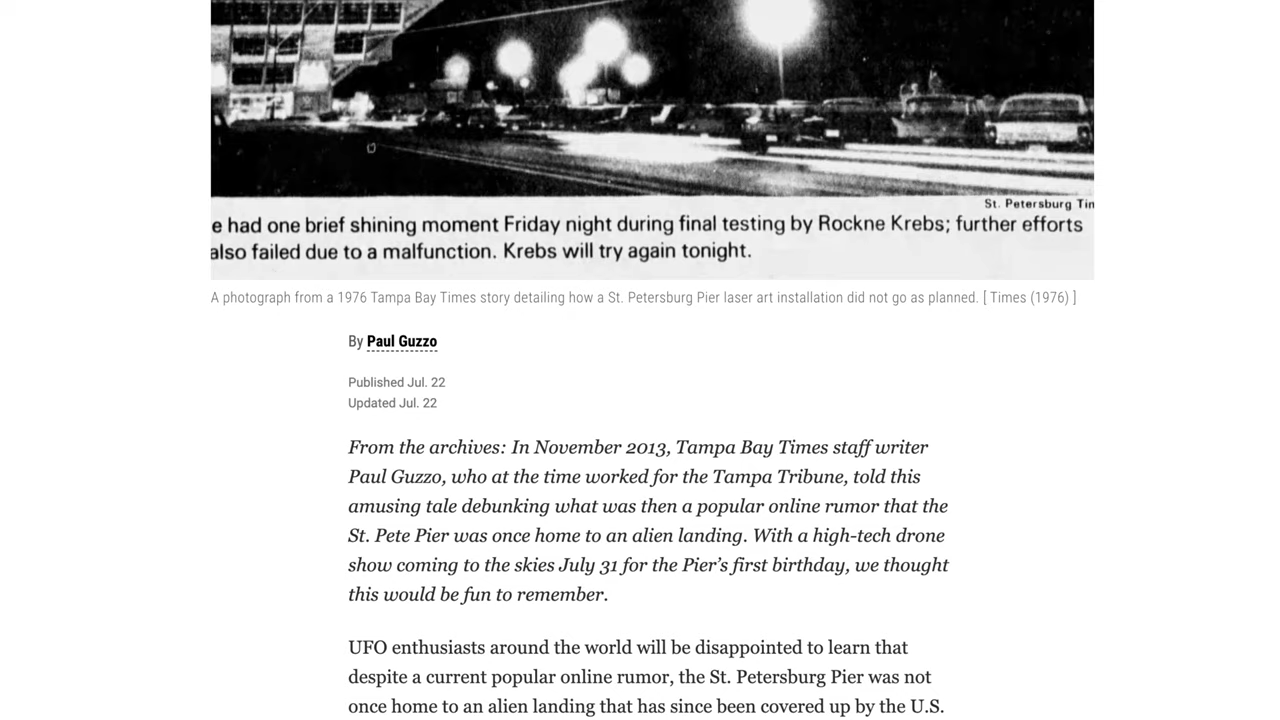 St. Petersburg Tin
e had one brief shining moment Friday night during final testing by Rockne Krebs; further efforts
also failed due to a malfunction. Krebs will try again tonight.
A photograph from a 1976 Tampa Bay Times story detailing how a St. Petersburg Pier laser art installation did not go as planned. [ Times (1976) ]
By Paul Guzzo
Published Jul. 22
Updated Jul. 22
From the archives: In November 2013, Tampa Bay Times staff writer
Paul Guzzo, who at the time worked for the Tampa Tribune, told this
amusing tale debunking what was then a popular online rumor that the
St. Pete Pier was once home to an alien landing. With a high-tech drone
show coming to the skies July 31 for the Pier’s first birthday, we thought
this would be fun to remember.
UFO enthusiasts around the world will be disappointed to learn that
despite a current popular online rumor, the St. Petersburg Pier was not
once home to an alien landing that has since been covered up by the U.S.